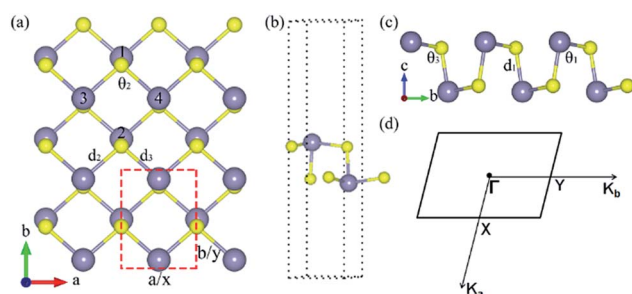 (a)
1
θ2
3
4
2
d2
d3
b
a
b/y
a/x
(b)
(c)
θ3
d1
θ1
c
b
(d)
Γ
Y
Kb
X
Ka